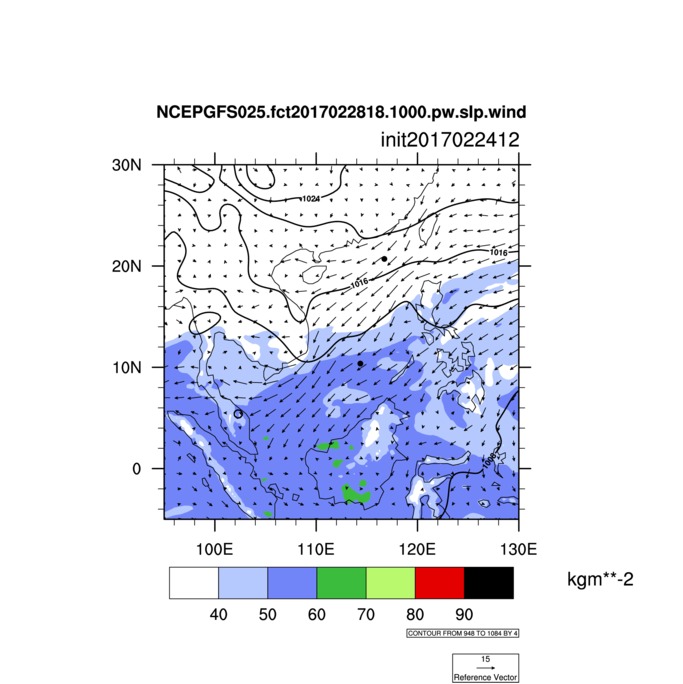 NCEPGFS025.fct2017022818.1000.pw.slp.wind
init2017022412
30N
1024
1016
20N
1016
10N
1008
0
100E 110E 120E 130E
kgm**-2
40 50 60 70 80 90
CONTOUR FROM 948 TO 1084 BY 4
15
Reference Vector